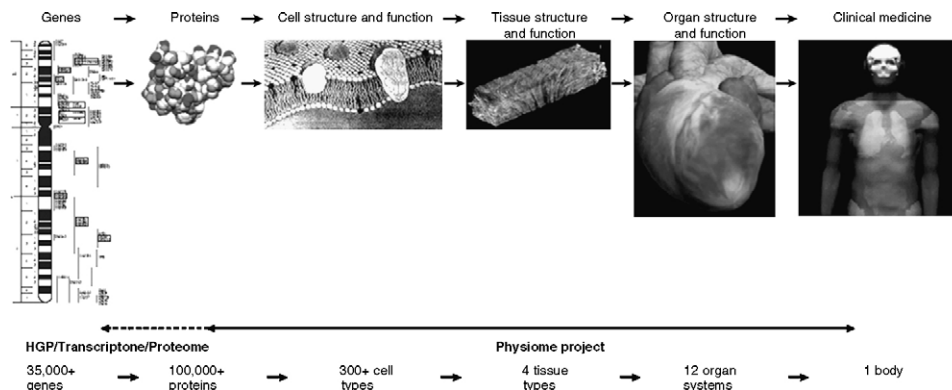 Genes
Proteins
Cell structure and function
Tissue structure
and function
Organ structure
and function
Clinical medicine
HGP/Transcriptone/Proteome
Physiome project
35,000+
genes
100,000+
proteins
300+ cell
types
4 tissue
types
12 organ
systems
1 body